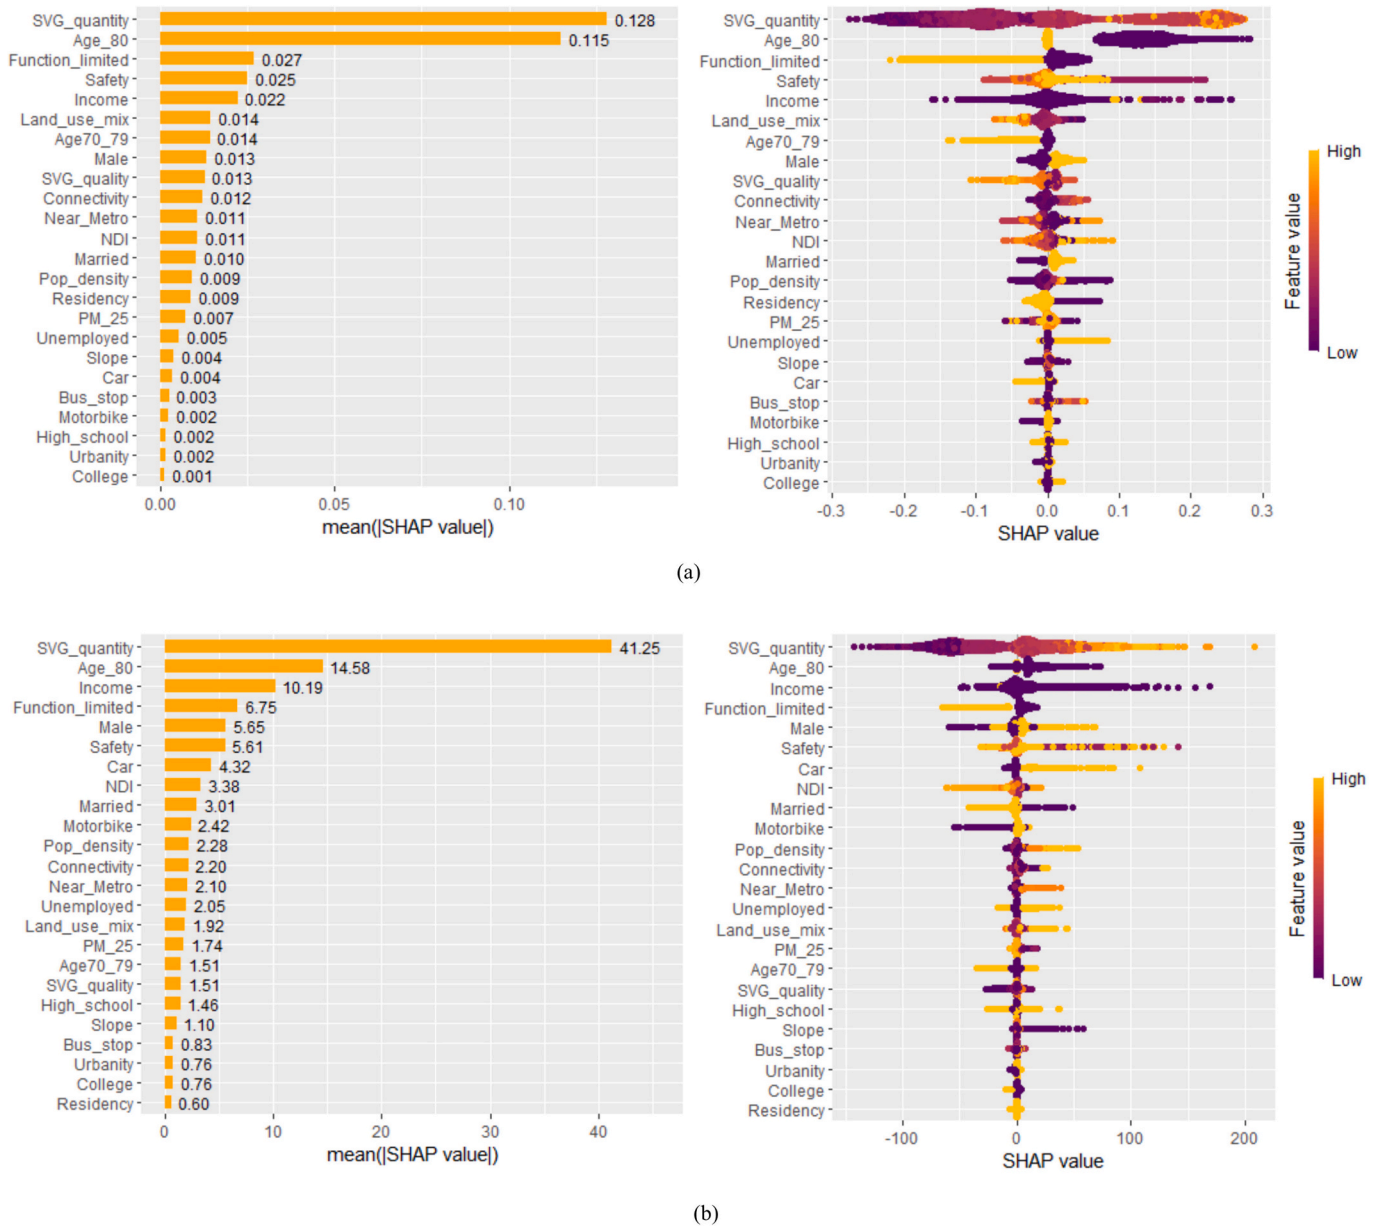 SVG_quantity 0.128
Age_80 0.115
Function_limited 0.027
Safety 0.025
Income 0.022
Land_use_mix 0.014
Age70_79 0.014
Male 0.013
SVG_quality 0.013
Connectivity 0.012
Near_Metro 0.011
NDI 0.011
Married 0.010
Pop_density 0.009
Residency 0.009
PM_25 0.007
Unemployed 0.005
Slope 0.004
Car 0.004
Bus_stop 0.003
Motorbike 0.002
High_school 0.002
Urbanity 0.002
College 0.001
0.00 0.05 0.10
mean(|SHAP value|)
SVG_quantity
Age_80
Function_limited
Safety
Income
Land_use_mix
Age70_79
Male
SVG_quality
Connectivity
Near_Metro
NDI
Married
Pop_density
Residency
PM_25
Unemployed
Slope
Car
Bus_stop
Motorbike
High_school
Urbanity
College
-0.3 -0.2 -0.1 0.0 0.1 0.2 0.3
SHAP value
High
Feature value
Low
(a)
SVG_quantity 41.25
Age_80 14.58
Income 10.19
Function_limited 6.75
Male 5.65
Safety 5.61
Car 4.32
NDI 3.38
Married 3.01
Motorbike 2.42
Pop_density 2.28
Connectivity 2.20
Near_Metro 2.10
Unemployed 2.05
Land_use_mix 1.92
PM_25 1.74
Age70_79 1.51
SVG_quality 1.51
High_school 1.46
Slope 1.10
Bus_stop 0.83
Urbanity 0.76
College 0.76
Residency 0.60
0 10 20 30 40
mean(|SHAP value|)
SVG_quantity
Age_80
Income
Function_limited
Male
Safety
Car
NDI
Married
Motorbike
Pop_density
Connectivity
Near_Metro
Unemployed
Land_use_mix
PM_25
Age70_79
SVG_quality
High_school
Slope
Bus_stop
Urbanity
College
Residency
-100 0 100 200
SHAP value
High
Feature value
Low
(b)